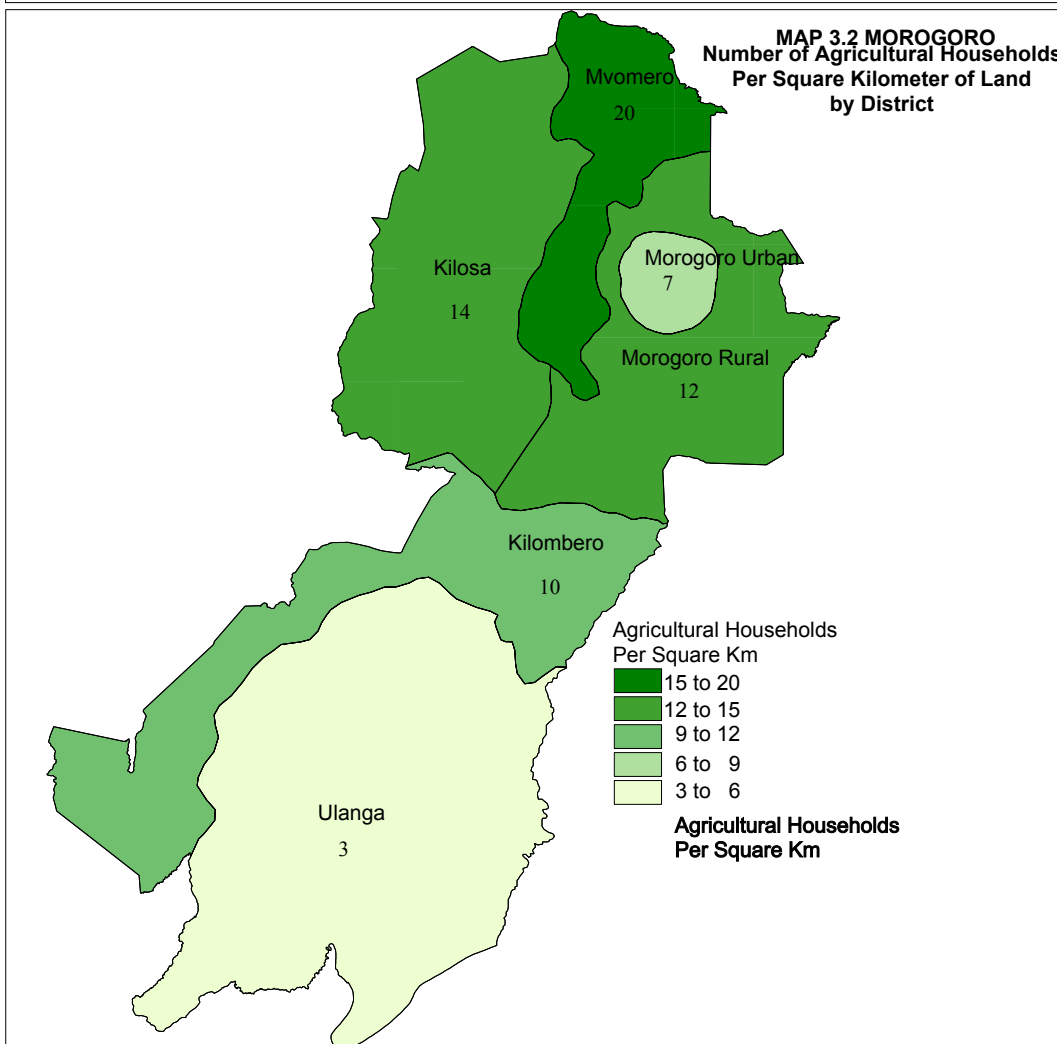 MAP 3.2 MOROGORO
Number of Agricultural Households
Per Square Kilometer of Land
by District
Mvomero
20
Kilosa
14
Morogoro Urban
7
Morogoro Rural
12
Kilombero
10
Ulanga
3
Agricultural Households
Per Square Km
15 to 20
12 to 15
9 to 12
6 to 9
3 to 6
Agricultural Households
Per Square Km